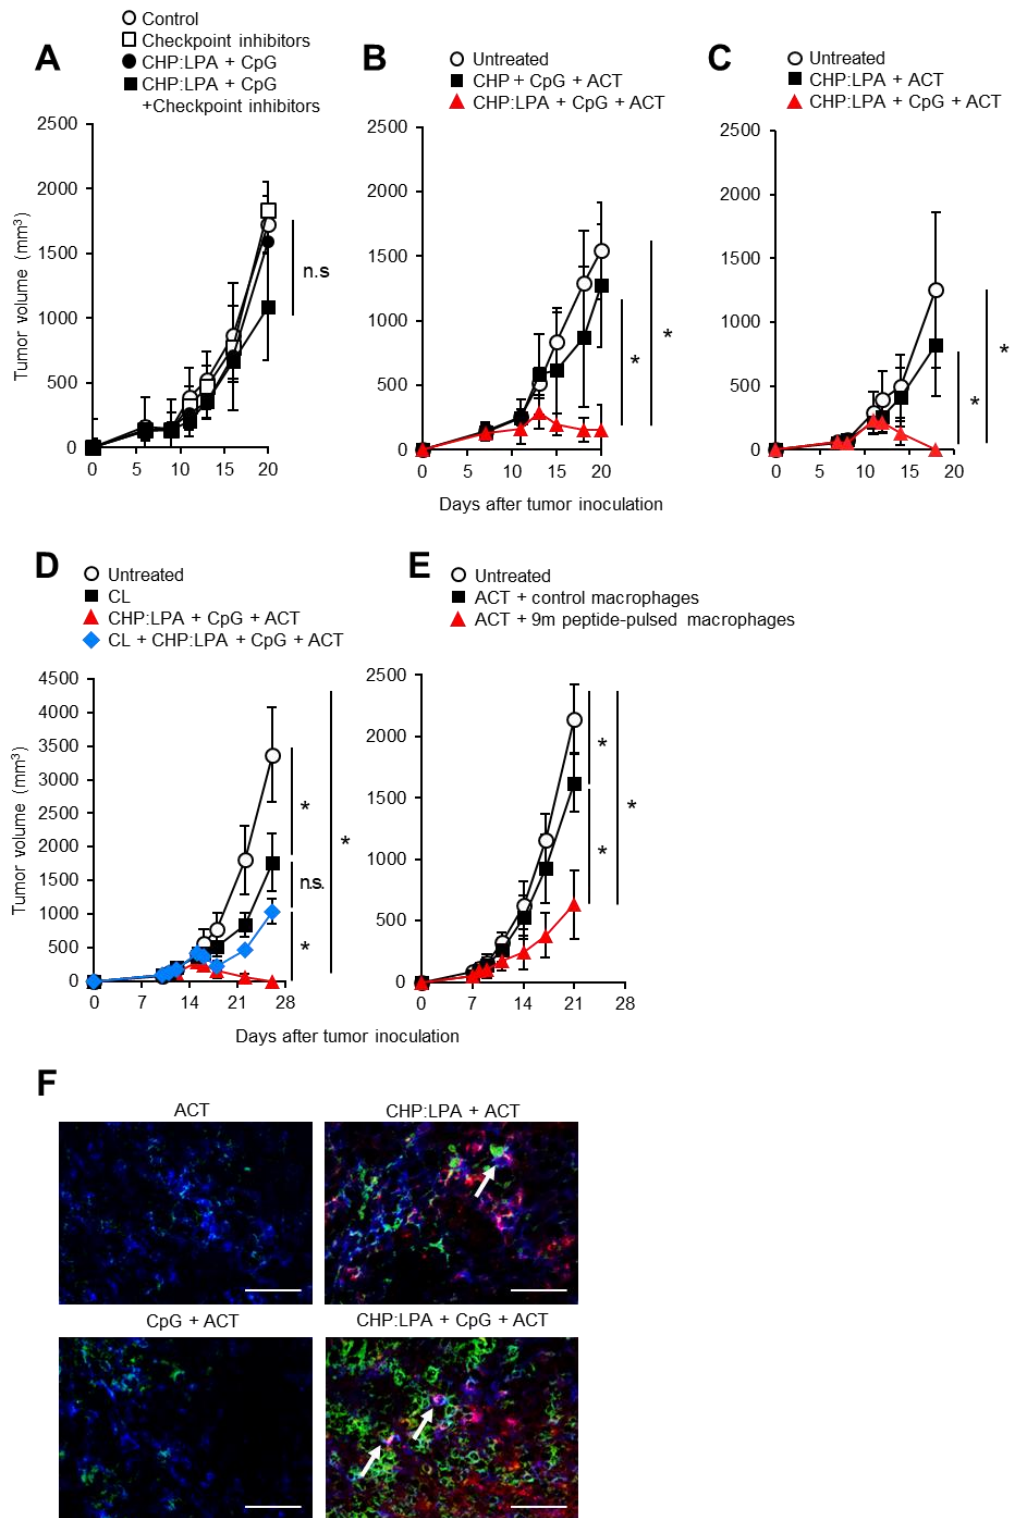 A
Control
Checkpoint inhibitors
CHP:LPA + CpG
CHP:LPA + CpG
+Checkpoint inhibitors
2500
2000
1500
1000
500
0
Tumor volume (mm³)
n.s
0 5 10 15 20
B
Untreated
CHP + CpG + ACT
CHP:LPA + CpG + ACT
2500
2000
1500
1000
500
0
*
*
0 5 10 15 20
C
Untreated
CHP:LPA + ACT
CHP:LPA + CpG + ACT
2500
2000
1500
1000
500
0
*
*
0 5 10 15 20
Days after tumor inoculation
D
Untreated
CL
CHP:LPA + CpG + ACT
CL + CHP:LPA + CpG + ACT
4500
4000
3500
3000
2500
2000
1500
1000
500
0
Tumor volume (mm³)
*
n.s.
*
*
0 7 14 21 28
E
Untreated
ACT + control macrophages
ACT + 9m peptide-pulsed macrophages
2500
2000
1500
1000
500
0
*
*
*
0 7 14 21 28
Days after tumor inoculation
F
ACT
CHP:LPA + ACT
CpG + ACT
CHP:LPA + CpG + ACT